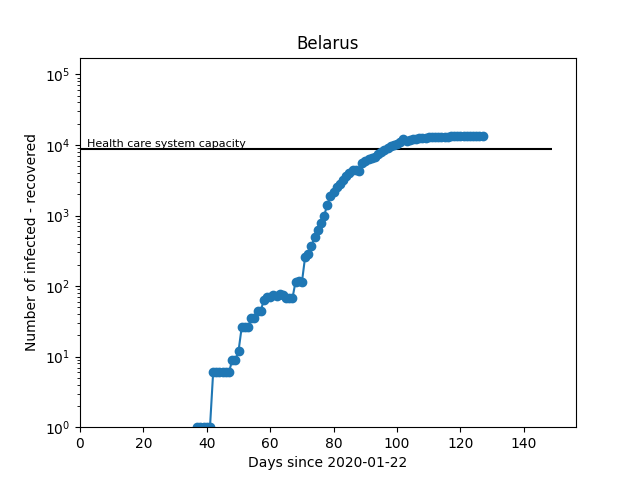 Belarus
Number of infected - recovered
10^5
10^4
10^3
10^2
10^1
10^0
Health care system capacity
0 20 40 60 80 100 120 140
Days since 2020-01-22